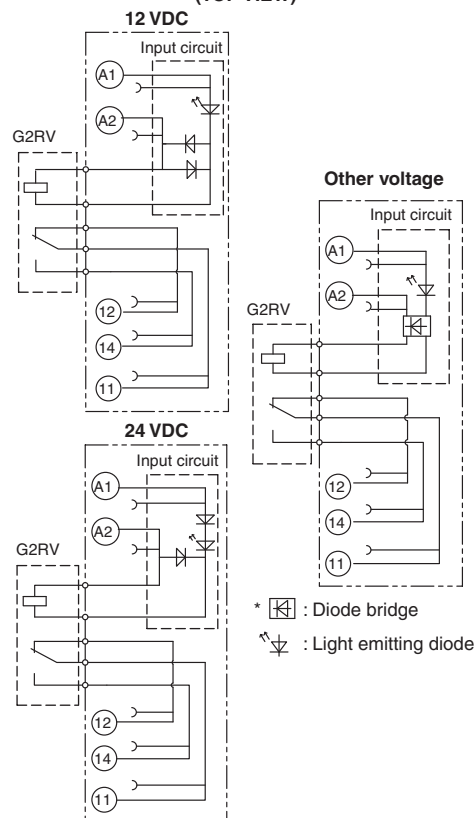 12 VDC
Input circuit
A1
A2
G2RV
12
14
11
Other voltage
Input circuit
A1
A2
G2RV
12
14
11
24 VDC
Input circuit
A1
A2
G2RV
12
14
11
* : Diode bridge
: Light emitting diode